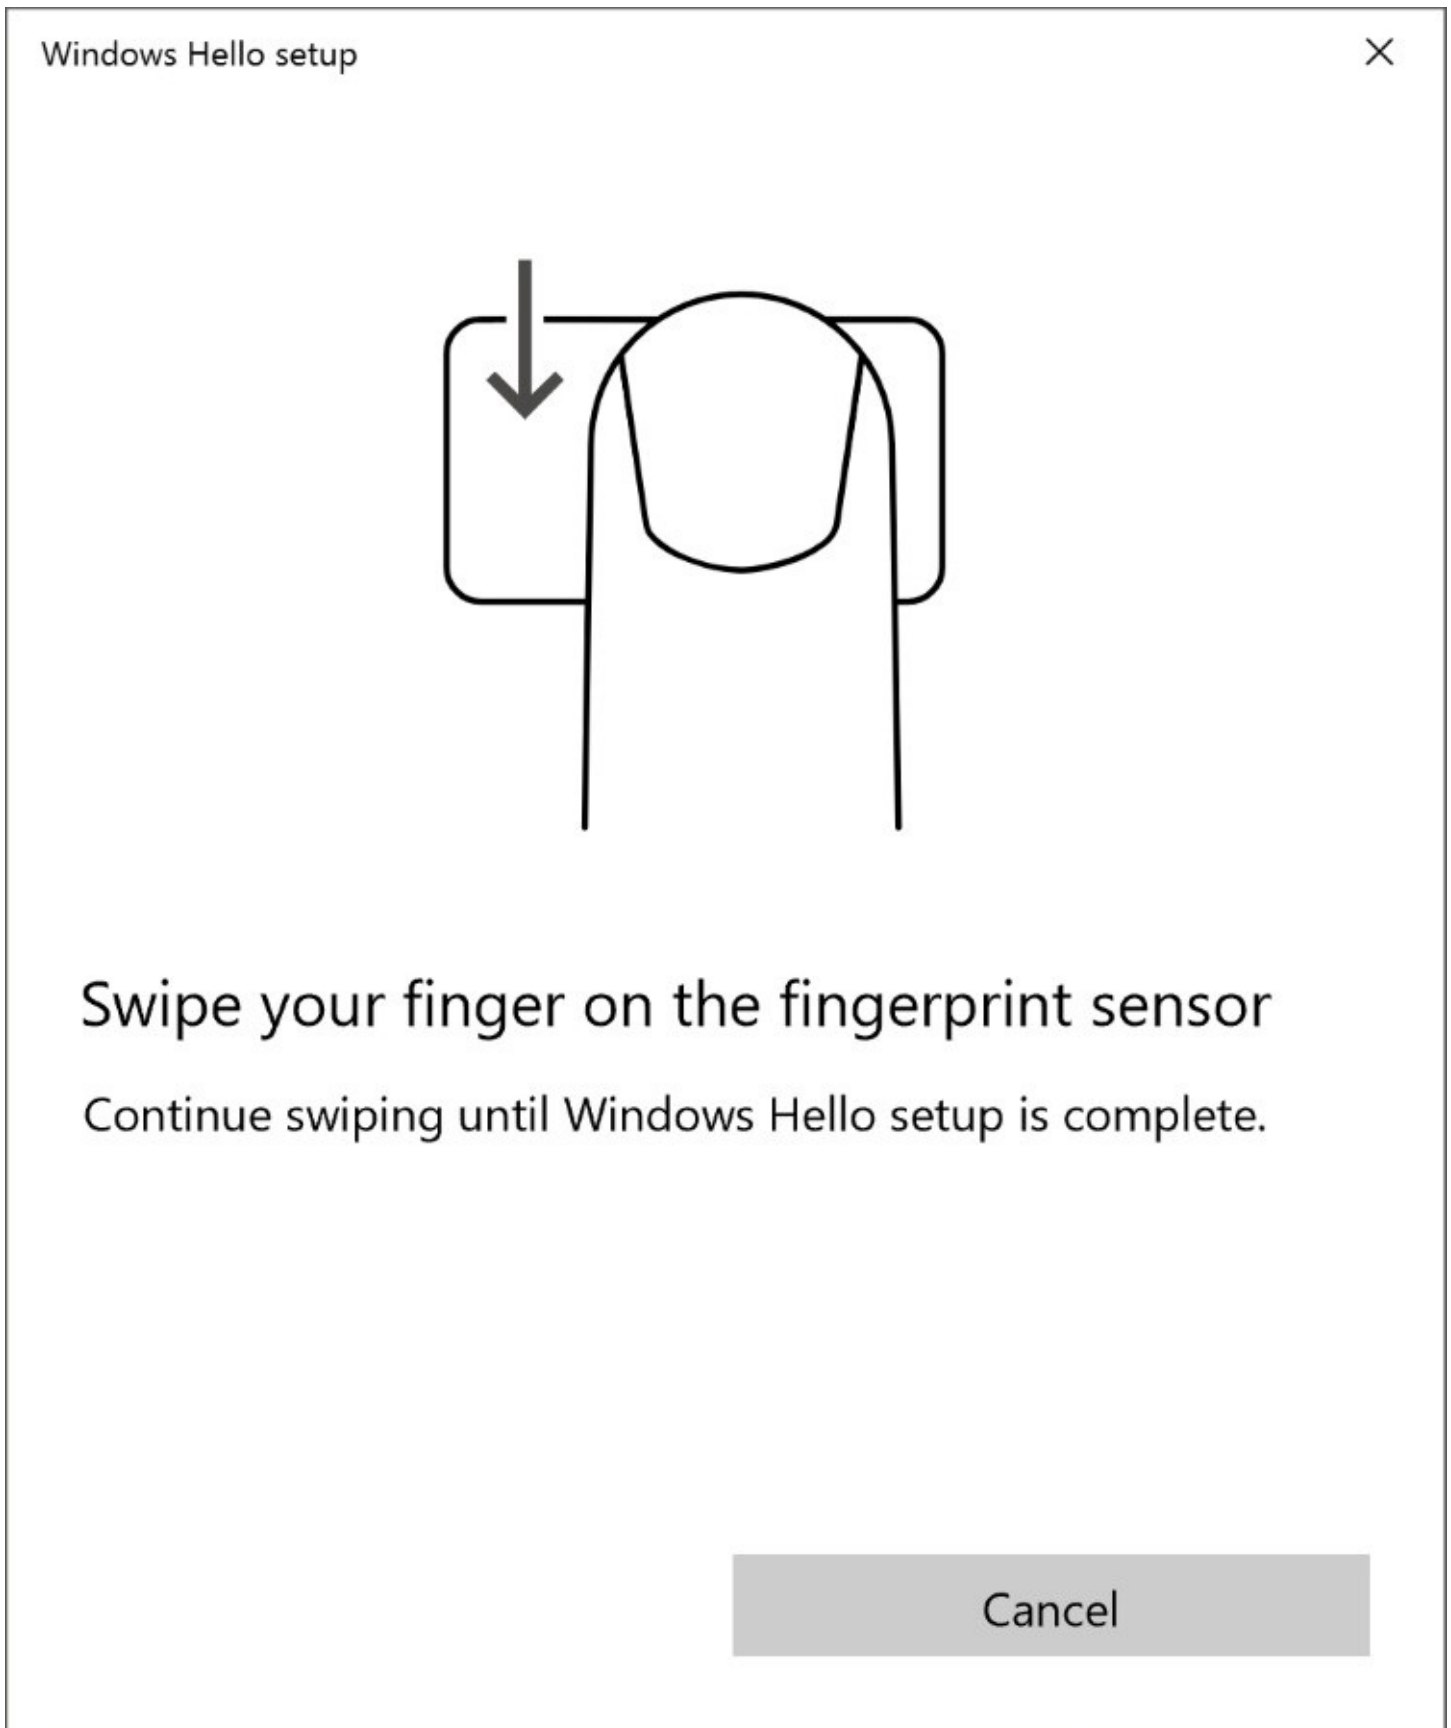 Windows Hello setup
Swipe your finger on the fingerprint sensor
Continue swiping until Windows Hello setup is complete.
Cancel